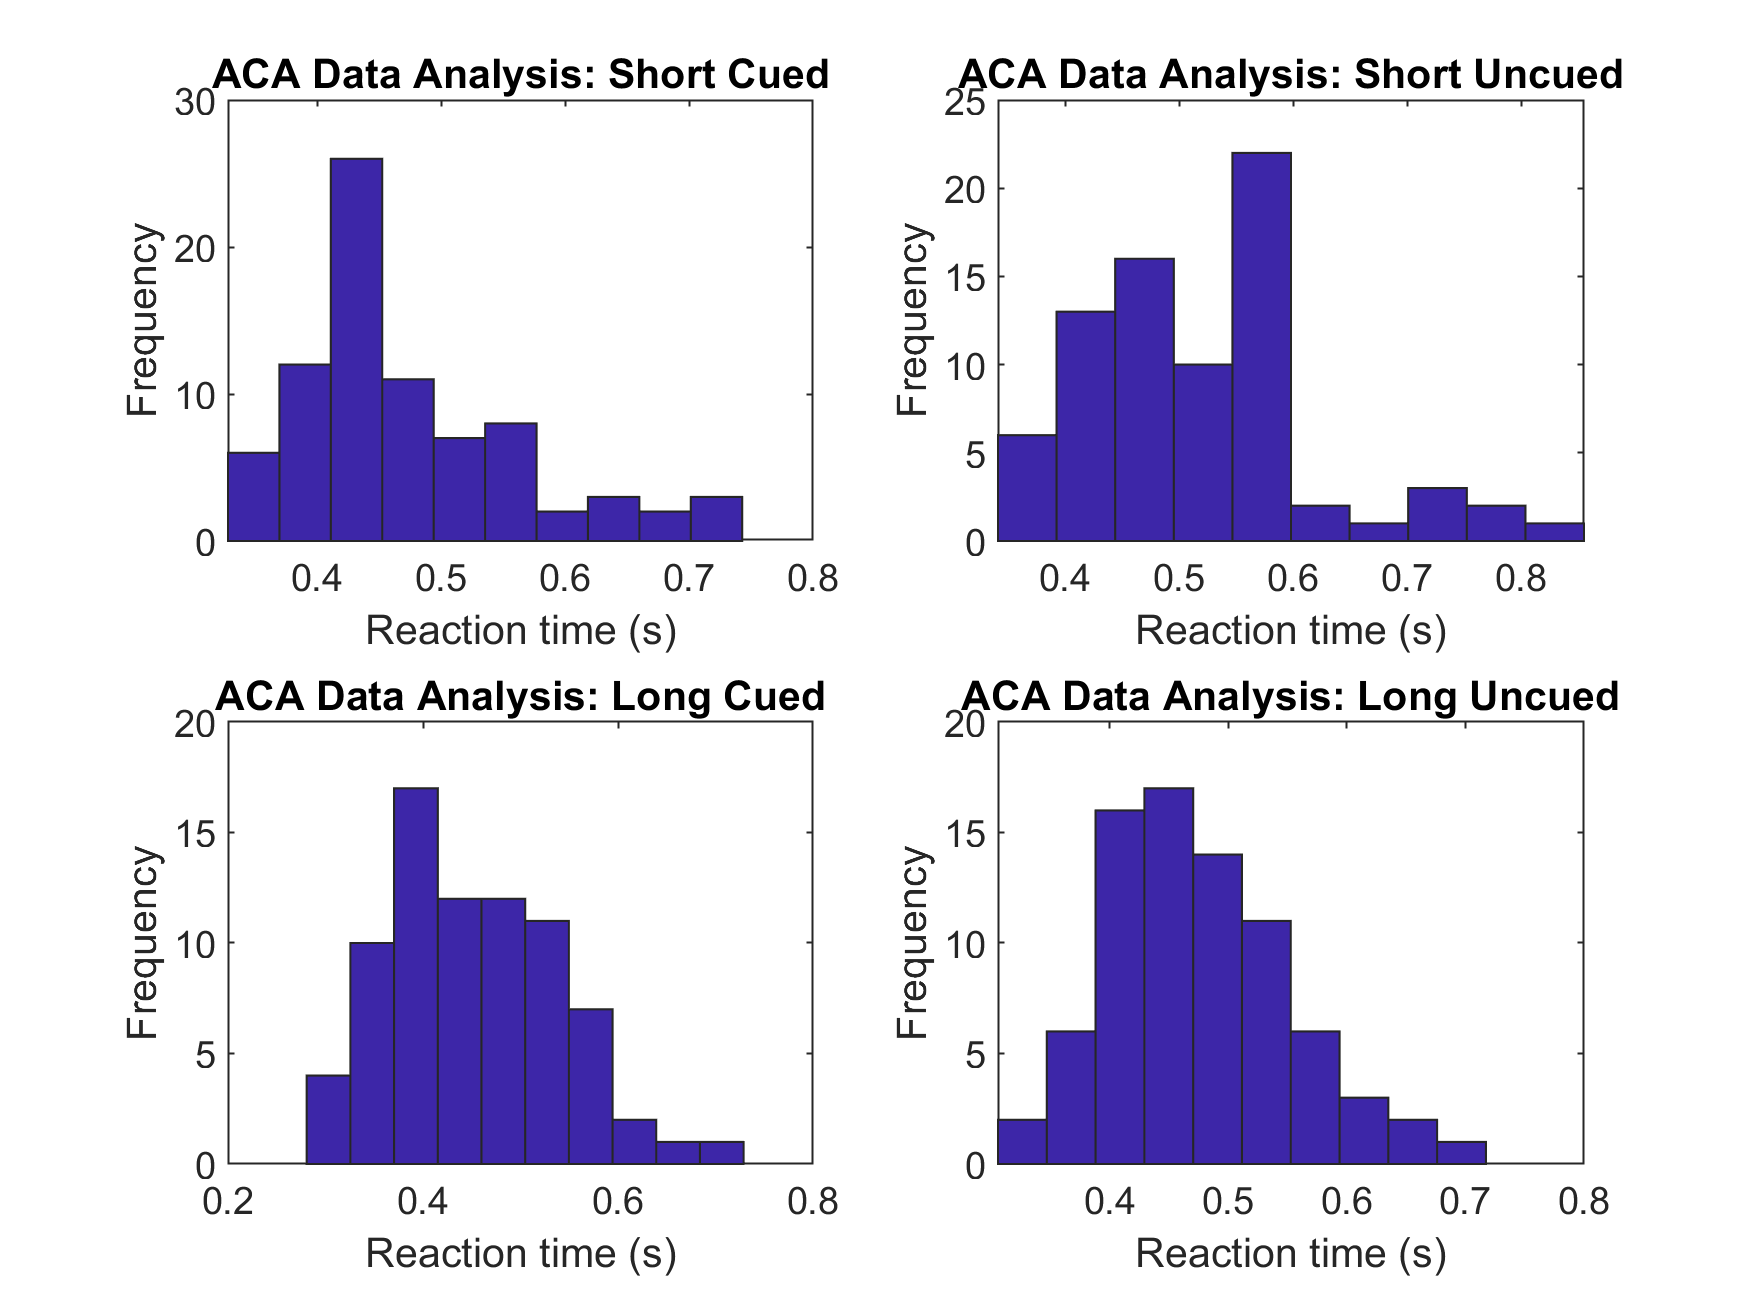 ACA Data Analysis: Short Cued
30
20
10
0
Frequency
0.4 0.5 0.6 0.7 0.8
Reaction time (s)
ACA Data Analysis: Short Uncued
25
20
15
10
5
0
Frequency
0.4 0.5 0.6 0.7 0.8
Reaction time (s)
ACA Data Analysis: Long Cued
20
15
10
5
0
Frequency
0.2 0.4 0.6 0.8
Reaction time (s)
ACA Data Analysis: Long Uncued
20
15
10
5
0
Frequency
0.4 0.5 0.6 0.7 0.8
Reaction time (s)